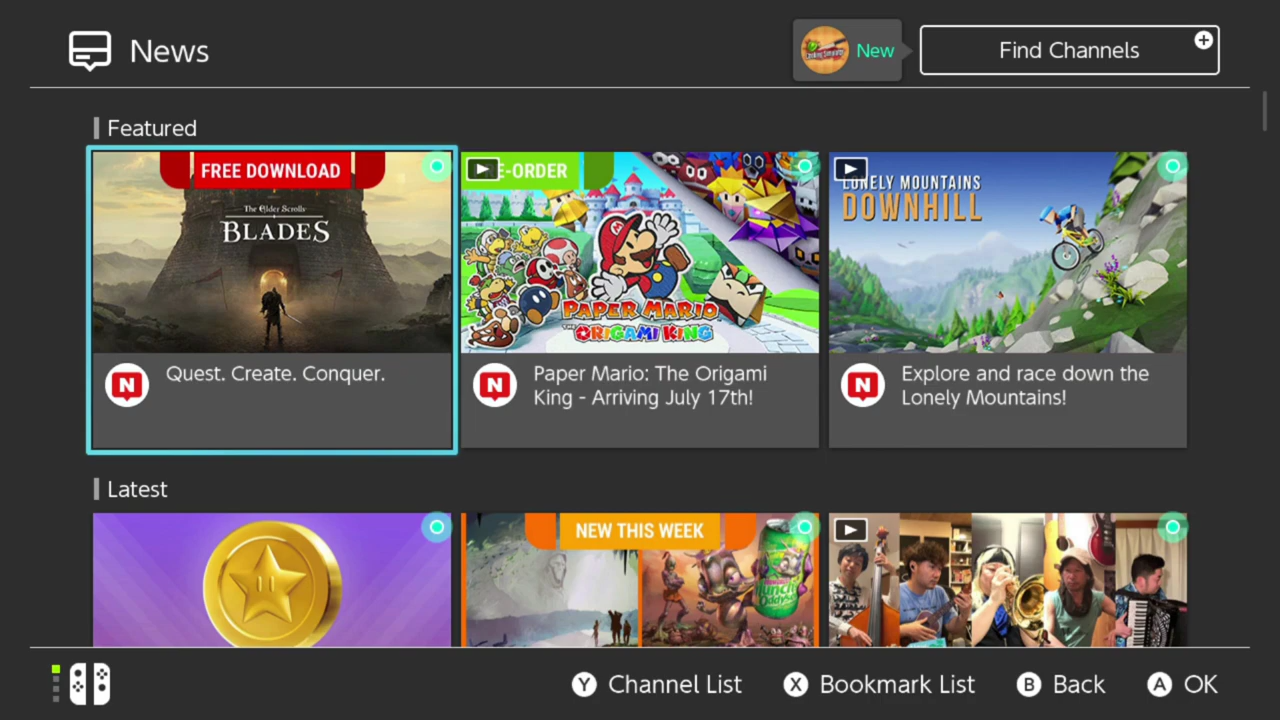 News
New
Find Channels
Featured
FREE DOWNLOAD
The Elder Scrolls
BLADES
E-ORDER
PAPER MARIO
THE ORIGAMI KING
LONELY MOUNTAINS
DOWNHILL
N
Quest. Create. Conquer.
N
Paper Mario: The Origami
King - Arriving July 17th!
N
Explore and race down the
Lonely Mountains!
Latest
NEW THIS WEEK
Y Channel List
X Bookmark List
B Back
A OK